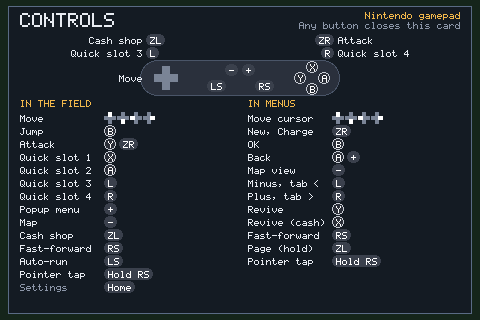 CONTROLS
Nintendo gamepad
Any button closes this card
Cash shop ZL
ZR Attack
Quick slot 3 L
R Quick slot 4
Move
- +
X
Y A
B
LS RS
IN THE FIELD
Move
Jump B
Attack Y ZR
Quick slot 1 X
Quick slot 2 A
Quick slot 3 L
Quick slot 4 R
Popup menu +
Map -
Cash shop ZL
Fast-forward RS
Auto-run LS
Pointer tap Hold RS
Settings Home
IN MENUS
Move cursor
New, Charge ZR
OK B
Back A +
Map view -
Minus, tab < L
Plus, tab > R
Revive Y
Revive (cash) X
Fast-forward RS
Page (hold) ZL
Pointer tap Hold RS